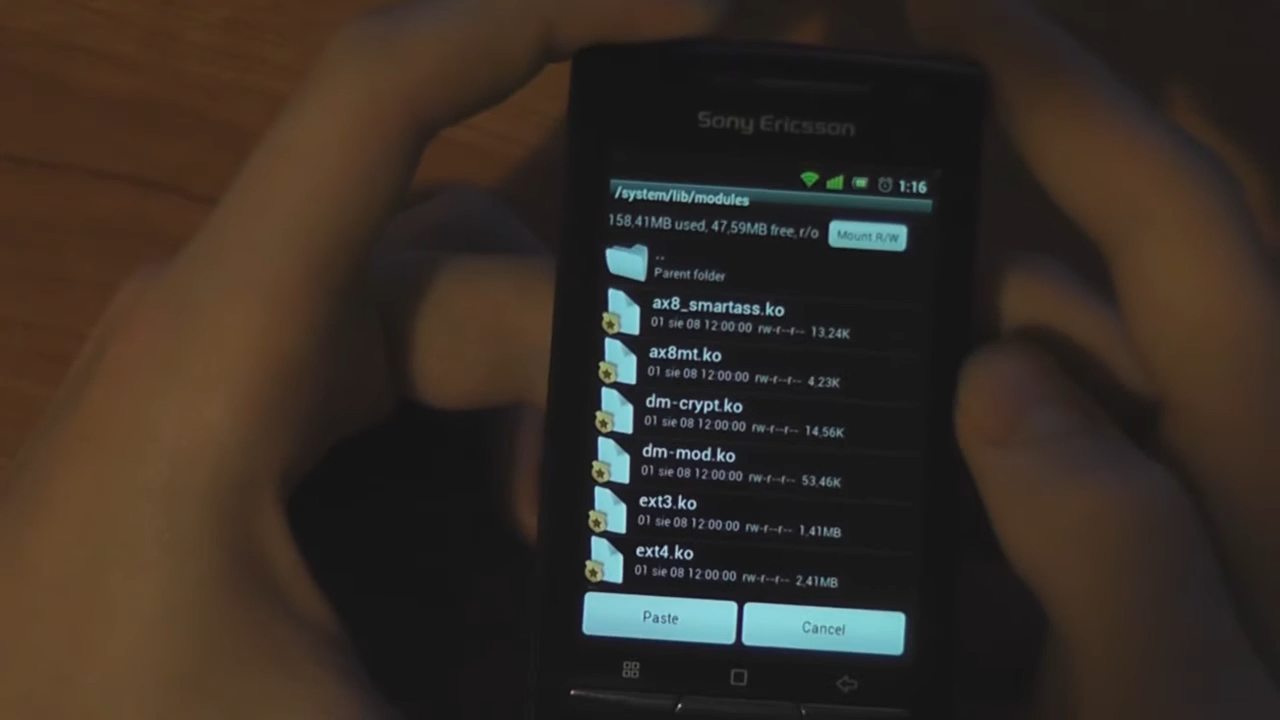 Sony Ericsson
1:16
/system/lib/modules
158,41MB used, 47,59MB free, r/o
Mount R/W
..
Parent folder
ax8_smartass.ko
01 sie 08 12:00:00 rw-r--r-- 13,24K
ax8mt.ko
01 sie 08 12:00:00 rw-r--r-- 4,23K
dm-crypt.ko
01 sie 08 12:00:00 rw-r--r-- 14,56K
dm-mod.ko
01 sie 08 12:00:00 rw-r--r-- 53,46K
ext3.ko
01 sie 08 12:00:00 rw-r--r-- 1,41MB
ext4.ko
01 sie 08 12:00:00 rw-r--r-- 2,41MB
Paste
Cancel